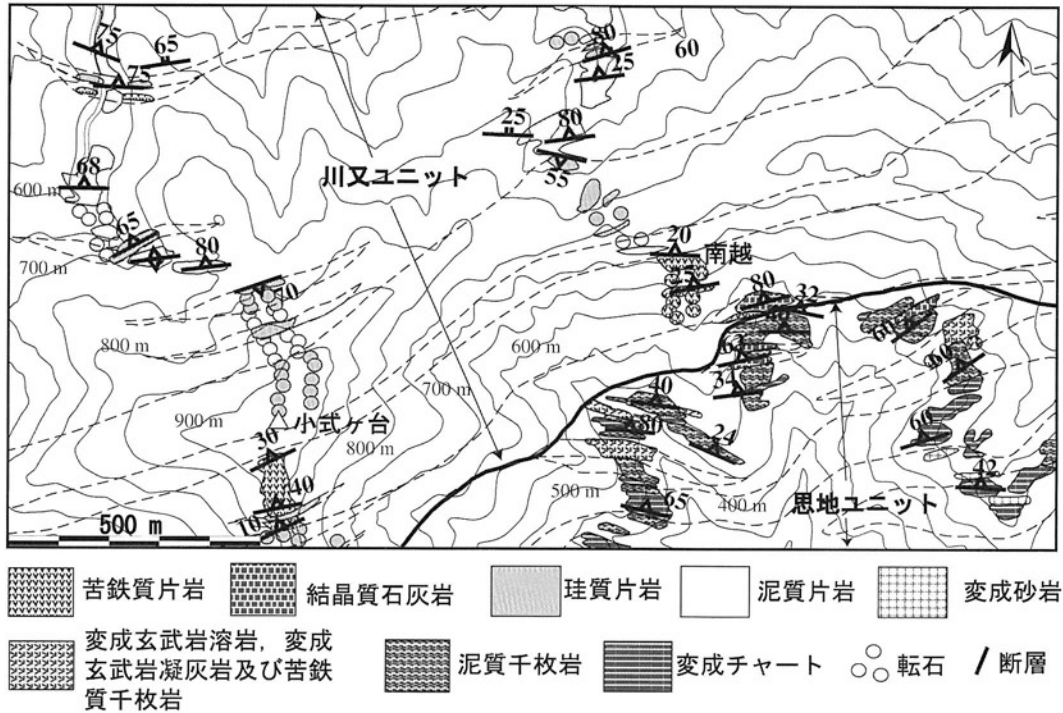 75
65
80
60
75
25
25
80
川又ユニット
55
68
600 m
65
20
南越
80
700 m
80
32
800 m
600 m
60
60
700 m
34
40
900 m
小式ヶ台
800 m
80
24
60
30
42
500 m
65
400 m
思地ユニット
40
10
500 m
苦鉄質片岩
結晶質石灰岩
珪質片岩
泥質片岩
変成砂岩
変成玄武岩溶岩，変成
玄武岩凝灰岩及び苦鉄
質千枚岩
泥質千枚岩
変成チャート
転石
断層